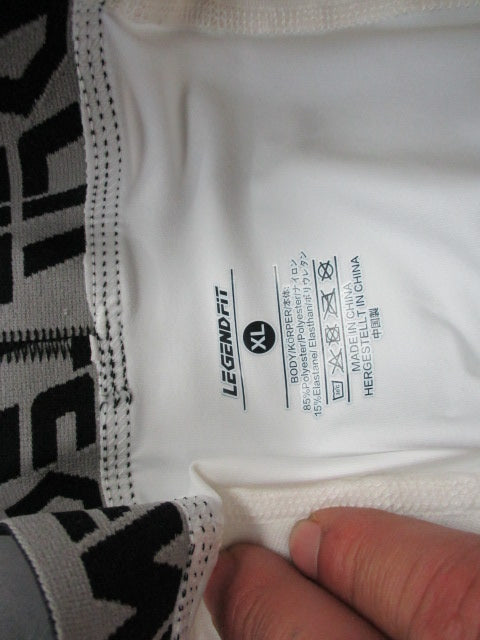 LEGENDFIT
XL
BODY/KÖRPER/本体:
85%Polyester/Polyester/ナイロン
15%Elastane/Elasthan/ポリウレタン
MADE IN CHINA
HERGESTELLT IN CHINA
中国製